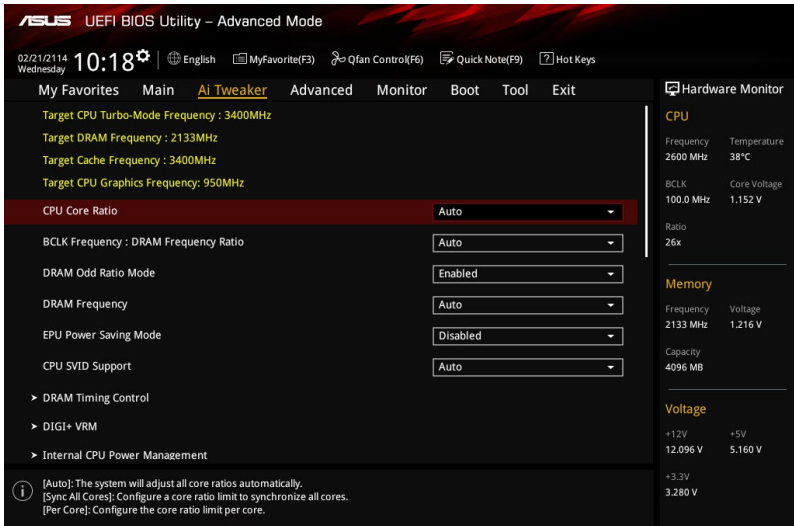 ASUS UEFI BIOS Utility – Advanced Mode
02/21/2114
Wednesday
10:18
English
MyFavorite(F3)
Qfan Control(F6)
Quick Note(F9)
? Hot Keys
My Favorites Main Ai Tweaker Advanced Monitor Boot Tool Exit
Target CPU Turbo-Mode Frequency : 3400MHz
Target DRAM Frequency : 2133MHz
Target Cache Frequency : 3400MHz
Target CPU Graphics Frequency: 950MHz
CPU Core Ratio Auto
BCLK Frequency : DRAM Frequency Ratio Auto
DRAM Odd Ratio Mode Enabled
DRAM Frequency Auto
EPU Power Saving Mode Disabled
CPU SVID Support Auto
> DRAM Timing Control
> DIGI+ VRM
> Internal CPU Power Management
[Auto]: The system will adjust all core ratios automatically.
[Sync All Cores]: Configure a core ratio limit to synchronize all cores.
[Per Core]: Configure the core ratio limit per core.
Hardware Monitor
CPU
Frequency Temperature
2600 MHz 38°C
BCLK Core Voltage
100.0 MHz 1.152 V
Ratio
26x
Memory
Frequency Voltage
2133 MHz 1.216 V
Capacity
4096 MB
Voltage
+12V +5V
12.096 V 5.160 V
+3.3V
3.280 V